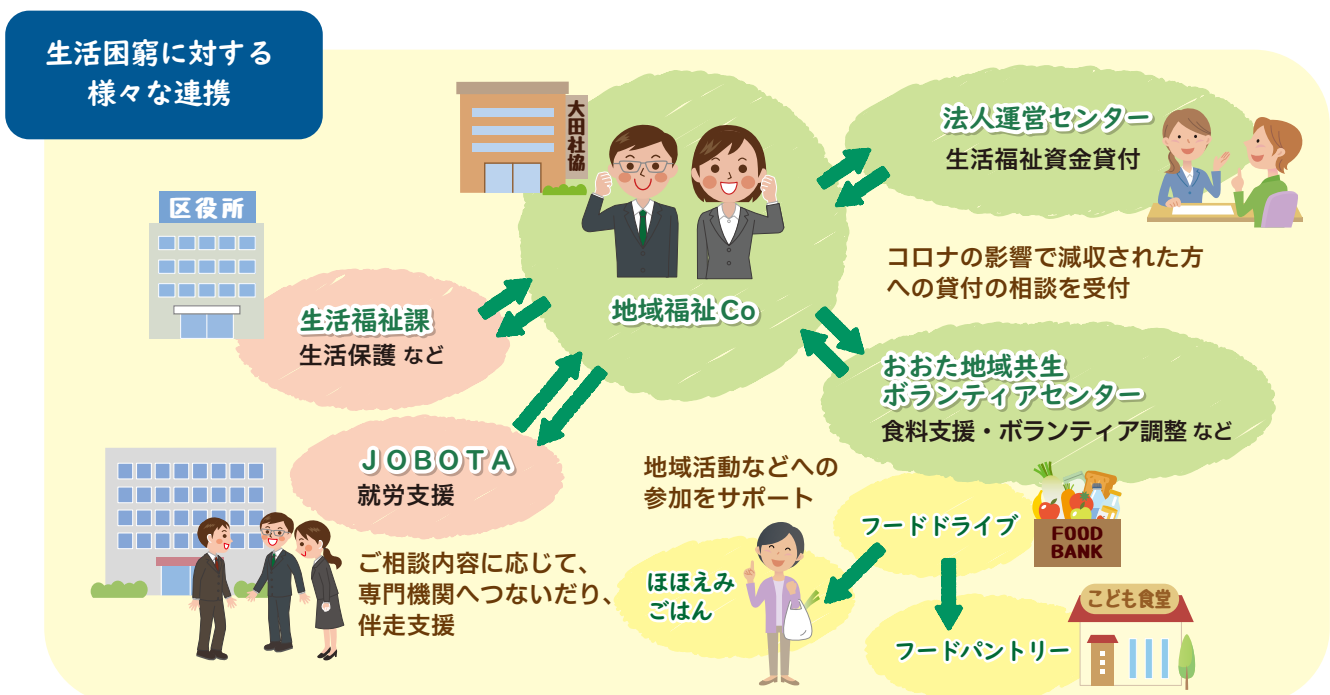 生活困窮に対する
様々な連携
大田社協
地域福祉Co
法人運営センター
生活福祉資金貸付
コロナの影響で減収された方
への貸付の相談を受付
区役所
生活福祉課
生活保護 など
おおた地域共生
ボランティアセンター
食料支援・ボランティア調整 など
JOBOTA
就労支援
ご相談内容に応じて、
専門機関へつないだり、
伴走支援
地域活動などへの
参加をサポート
フードドライブ
FOOD
BANK
ほほえみ
ごはん
こども食堂
フードパントリー